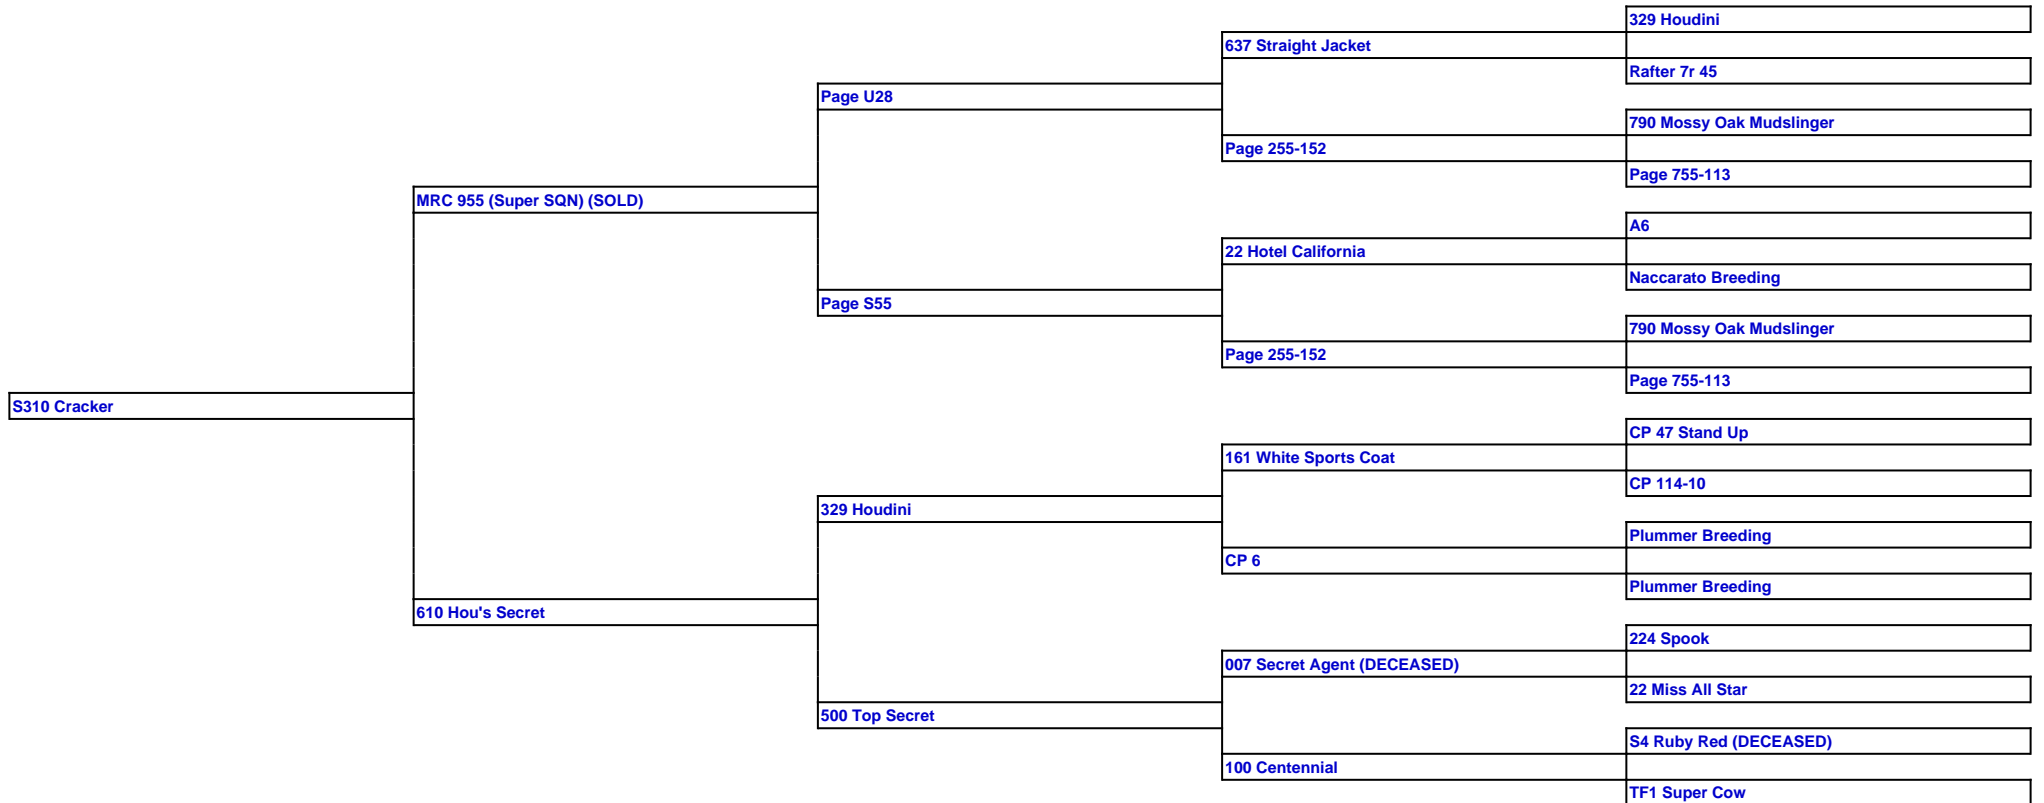 329 Houdini
637 Straight Jacket
Rafter 7r 45
Page U28
790 Mossy Oak Mudslinger
Page 255-152
Page 755-113
MRC 955 (Super SQN) (SOLD)
A6
22 Hotel California
Naccarato Breeding
Page S55
790 Mossy Oak Mudslinger
Page 255-152
Page 755-113
S310 Cracker
CP 47 Stand Up
161 White Sports Coat
CP 114-10
329 Houdini
Plummer Breeding
CP 6
Plummer Breeding
610 Hou's Secret
224 Spook
007 Secret Agent (DECEASED)
22 Miss All Star
500 Top Secret
S4 Ruby Red (DECEASED)
100 Centennial
TF1 Super Cow